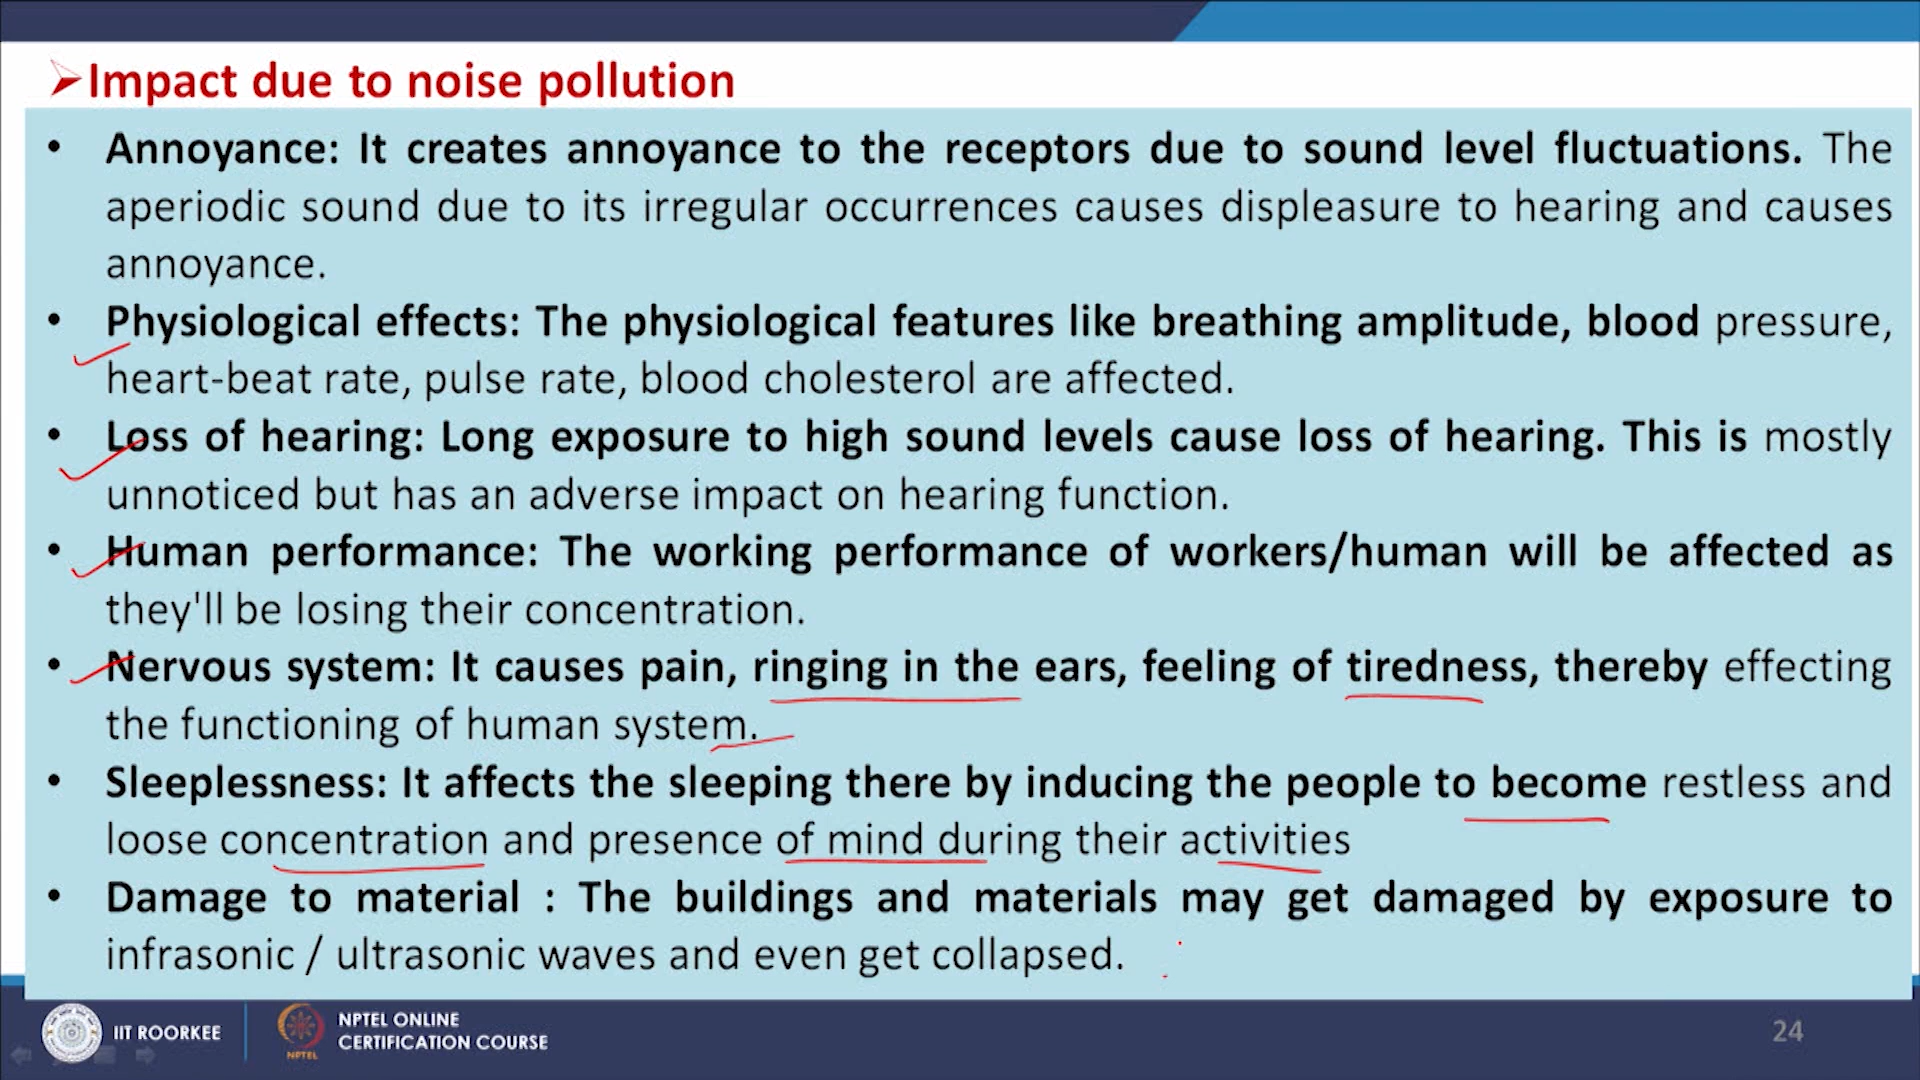 Impact due to noise pollution
• Annoyance: It creates annoyance to the receptors due to sound level fluctuations. The
aperiodic sound due to its irregular occurrences causes displeasure to hearing and causes
annoyance.
• Physiological effects: The physiological features like breathing amplitude, blood pressure,
heart-beat rate, pulse rate, blood cholesterol are affected.
• Loss of hearing: Long exposure to high sound levels cause loss of hearing. This is mostly
unnoticed but has an adverse impact on hearing function.
• Human performance: The working performance of workers/human will be affected as
they'll be losing their concentration.
• Nervous system: It causes pain, ringing in the ears, feeling of tiredness, thereby effecting
the functioning of human system.
• Sleeplessness: It affects the sleeping there by inducing the people to become restless and
loose concentration and presence of mind during their activities
• Damage to material : The buildings and materials may get damaged by exposure to
infrasonic / ultrasonic waves and even get collapsed.
IIT ROORKEE
NPTEL
NPTEL ONLINE
CERTIFICATION COURSE
24